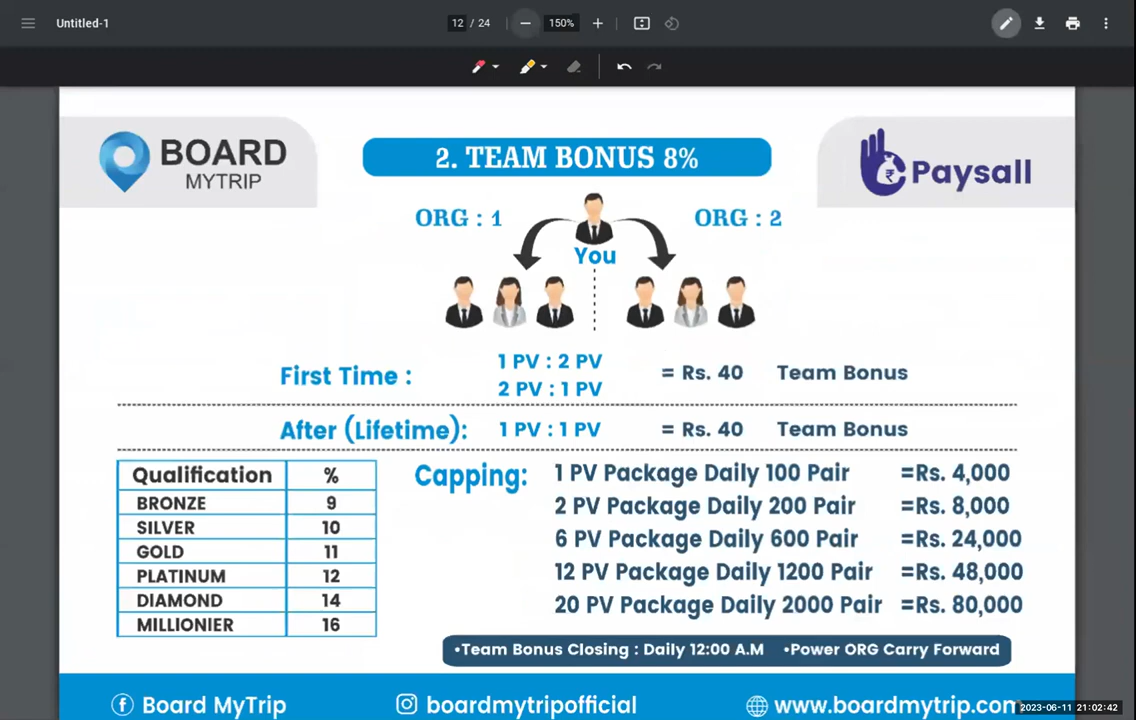 Untitled-1
12 / 24
150%
BOARD
MYTRIP
2. TEAM BONUS 8%
₹
Paysall
ORG : 1
ORG : 2
You
First Time :
1 PV : 2 PV
2 PV : 1 PV
= Rs. 40 Team Bonus
After (Lifetime): 1 PV : 1 PV = Rs. 40 Team Bonus
Qualification %
BRONZE 9
SILVER 10
GOLD 11
PLATINUM 12
DIAMOND 14
MILLIONIER 16
Capping:
1 PV Package Daily 100 Pair =Rs. 4,000
2 PV Package Daily 200 Pair =Rs. 8,000
6 PV Package Daily 600 Pair =Rs. 24,000
12 PV Package Daily 1200 Pair =Rs. 48,000
20 PV Package Daily 2000 Pair =Rs. 80,000
•Team Bonus Closing : Daily 12:00 A.M •Power ORG Carry Forward
Board MyTrip
boardmytripofficial
www.boardmytrip.com
2023-06-11 21:02:42